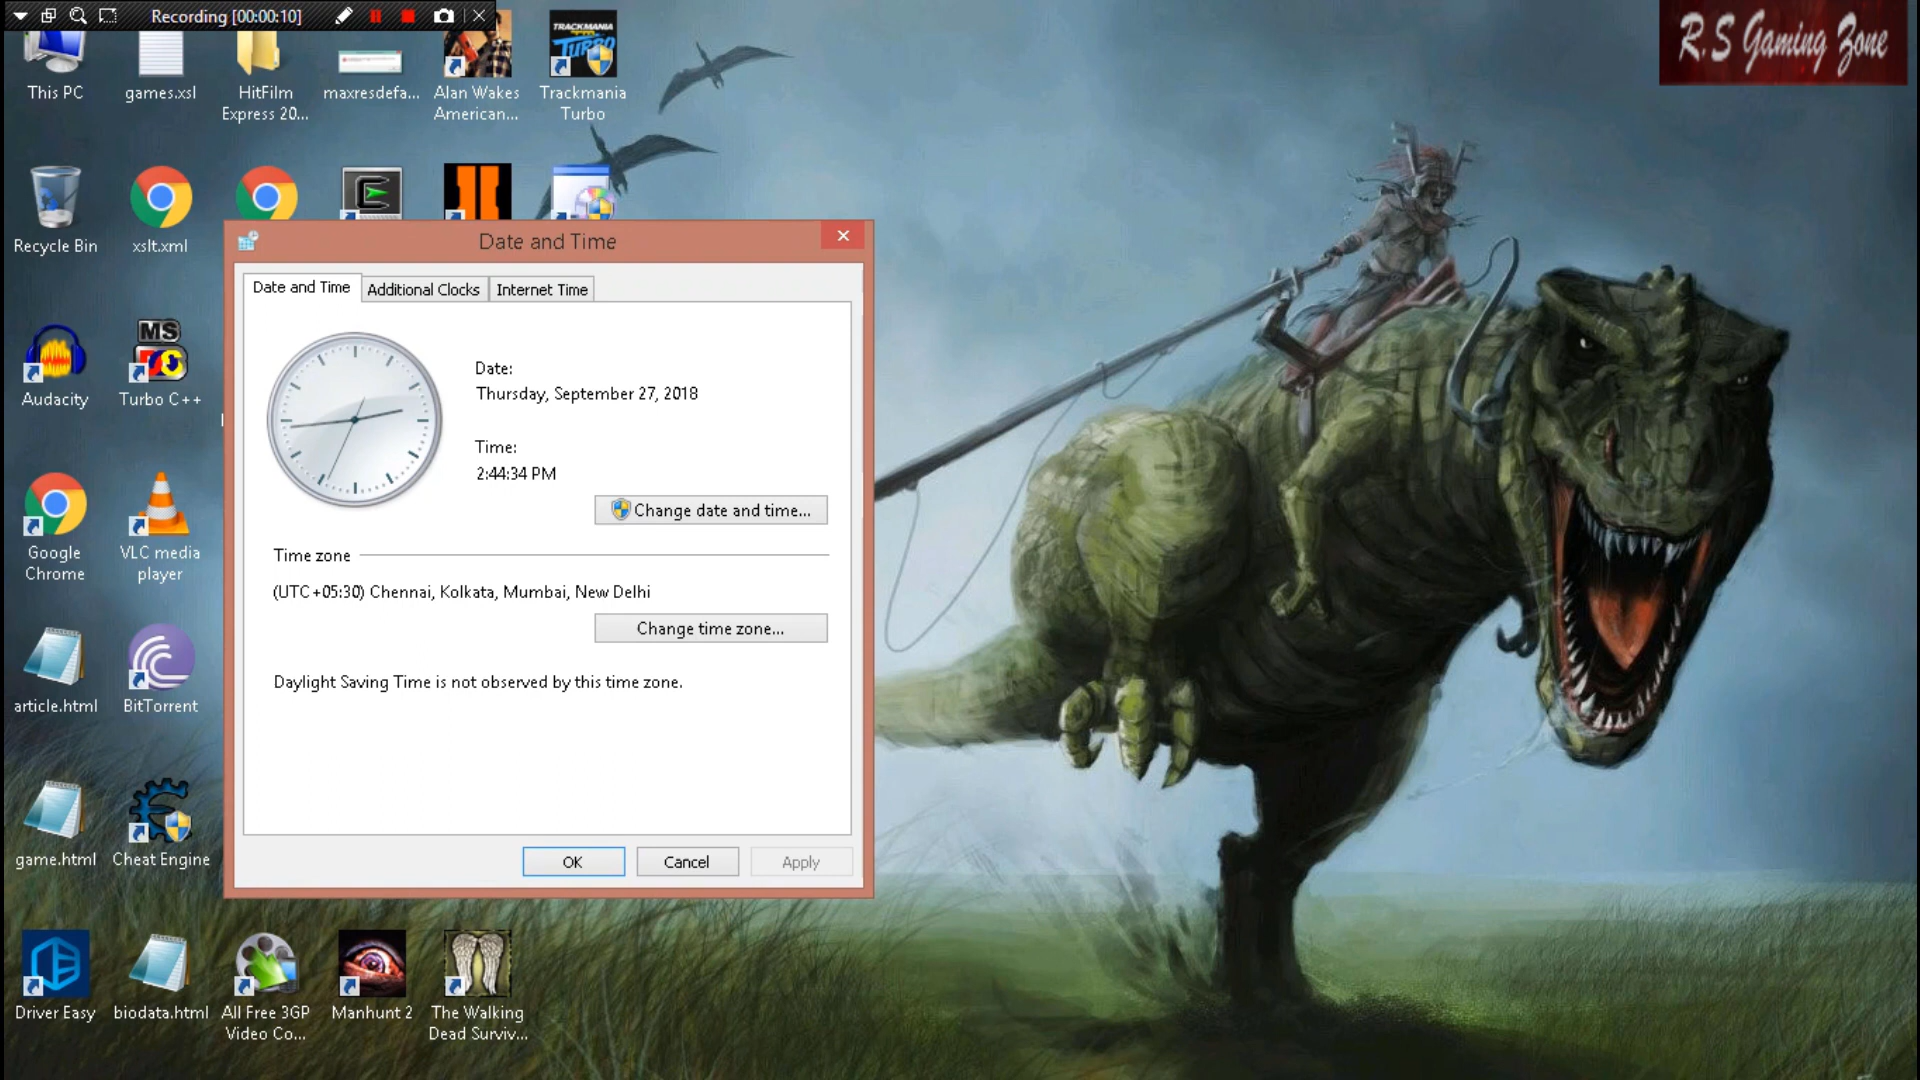 Recording [00:00:10]
R.S Gaming Zone
This PC
games.xsl
HitFilm
Express 20...
maxresdefa...
Alan Wakes
American...
TRACKMANIA
TURBO
Trackmania
Turbo
Recycle Bin
xslt.xml
Date and Time
Date and Time
Additional Clocks
Internet Time
Date:
Thursday, September 27, 2018
Time:
2:44:34 PM
Change date and time...
Time zone
(UTC+05:30) Chennai, Kolkata, Mumbai, New Delhi
Change time zone...
Daylight Saving Time is not observed by this time zone.
OK
Cancel
Apply
Audacity
MS
Turbo C++
Google
Chrome
VLC media
player
article.html
BitTorrent
game.html
Cheat Engine
Driver Easy
biodata.html
All Free 3GP
Video Co...
Manhunt 2
The Walking
Dead Surviv...